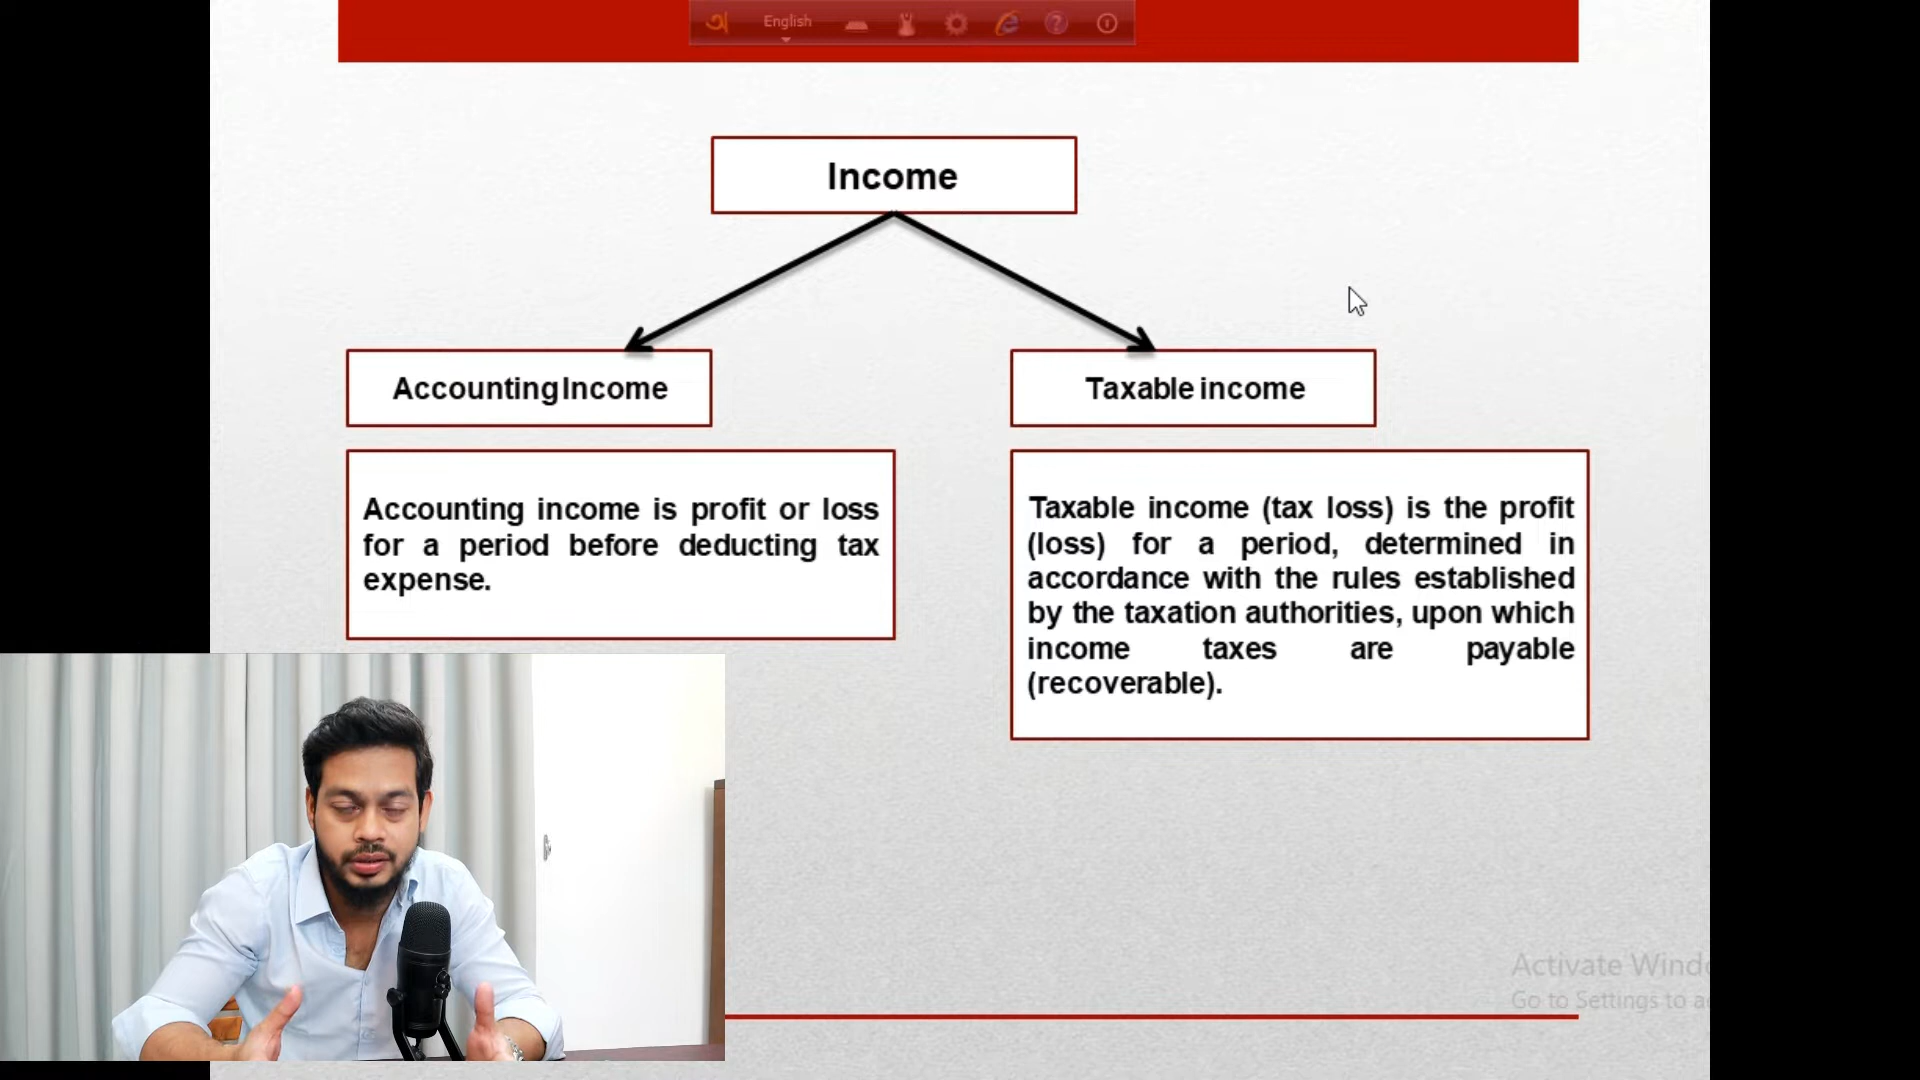 অ English
Income
Accounting Income
Taxable income
Accounting income is profit or loss
for a period before deducting tax
expense.
Taxable income (tax loss) is the profit
(loss) for a period, determined in
accordance with the rules established
by the taxation authorities, upon which
income taxes are payable
(recoverable).
Activate Wind
Go to Settings to a